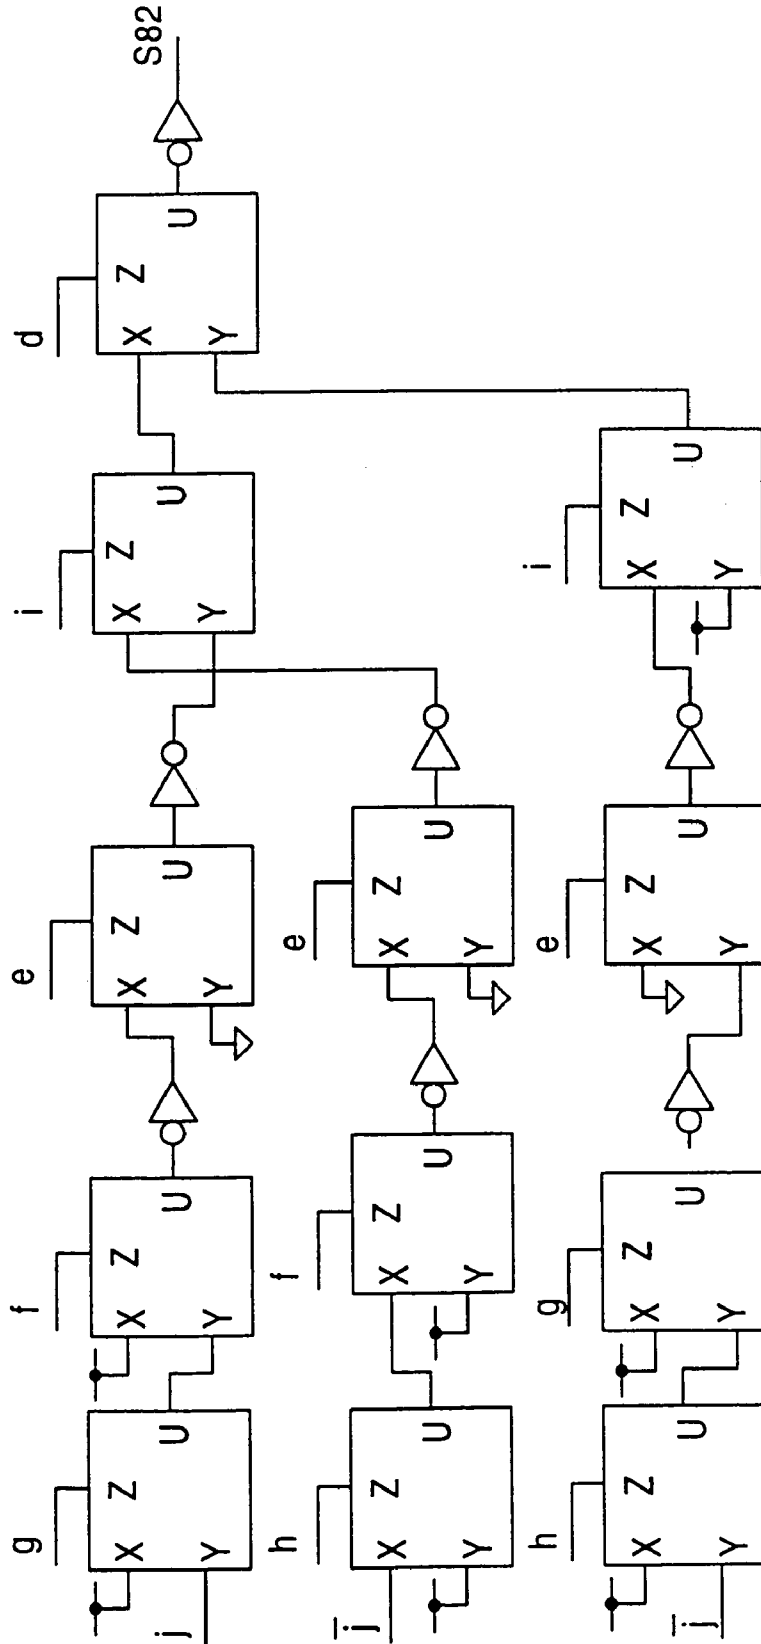 g f e i d
Z Z Z Z Z
X X X X X
S82
j U U U U U
Y Y Y Y Y
h f e
j̄
Z Z Z
X X X
U U U
Y Y Y
h g e i
Z Z Z Z
X X X X
j̄
U U U U
Y Y Y Y